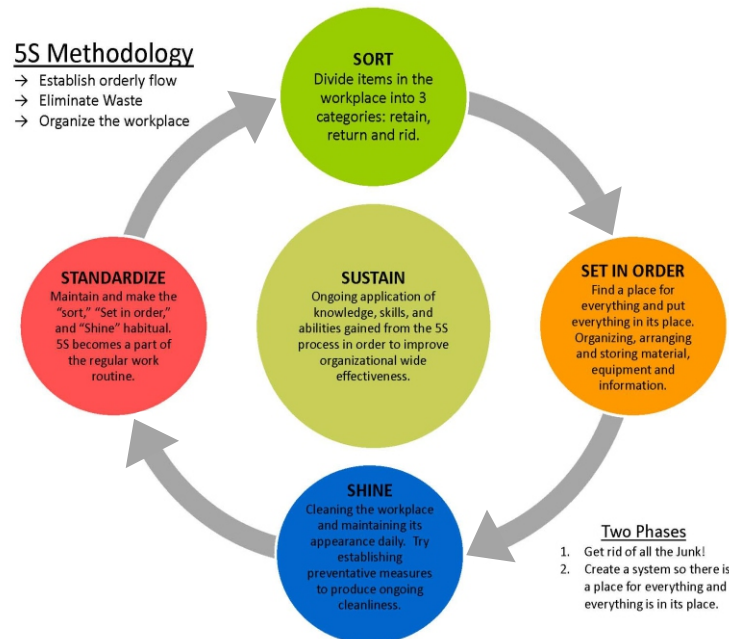 5S Methodology
→ Establish orderly flow
→ Eliminate Waste
→ Organize the workplace
SORT
Divide items in the
workplace into 3
categories: retain,
return and rid.
SET IN ORDER
Find a place for
everything and put
everything in its place.
Organizing, arranging
and storing material,
equipment and
information.
SHINE
Cleaning the workplace
and maintaining its
appearance daily. Try
establishing
preventative measures
to produce ongoing
cleanliness.
STANDARDIZE
Maintain and make the
“sort,” “Set in order,”
and “Shine” habitual.
5S becomes a part of
the regular work
routine.
SUSTAIN
Ongoing application of
knowledge, skills, and
abilities gained from the 5S
process in order to improve
organizational wide
effectiveness.
Two Phases
1. Get rid of all the Junk!
2. Create a system so there is
a place for everything and
everything is in its place.